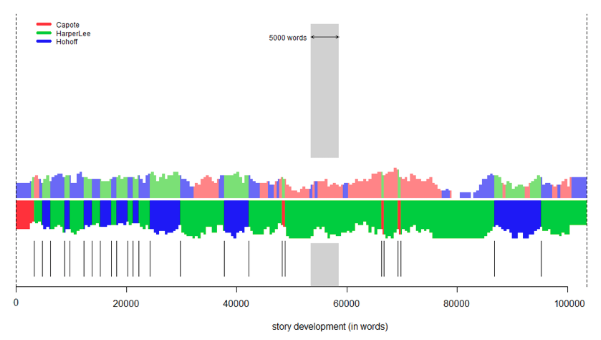 Capote
HarperLee
Hohoff
5000 words
0 20000 40000 60000 80000 100000
story development (in words)